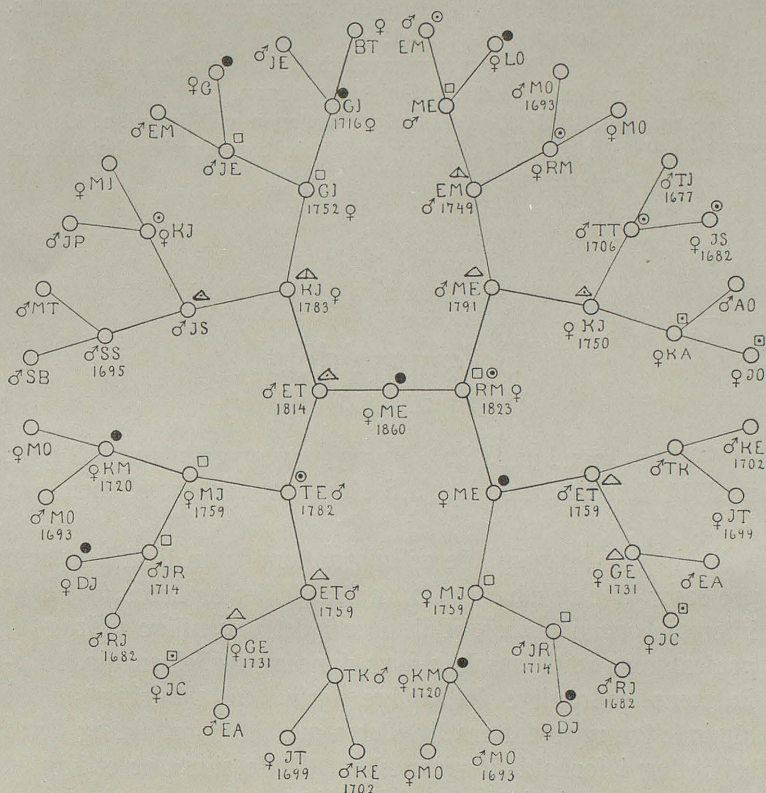 ♂
EM
♀
BT
♂JE
♀LO
♀G
GJ
1716♀
ME
♂
♂MO
1693
♂EM
♂JE
♀RM
♀MO
♀MJ
GJ
1752 ♀
EM
♂1749
♂TJ
1677
♂JP
♀KJ
♂TT
1706
♀JS
1682
♂MT
KJ ♀
1783
♂ME
1791
♂JS
♀KJ
1750
♂AO
♂SS
1695
♀KA
♂SB
♀JO
♂ET
1814
♀ME
1860
RM ♀
1823
♀MO
♀KM
1720
♀MJ
1759
TE♂
1782
♀ME
♂ET
1759
♂TK
♂KE
1702
♂MO
1693
♀JT
1699
♀DJ
♂JR
1714
♀GE
1731
♂EA
♂RJ
1682
ET♂
1759
♀MJ
1759
♀JC
♀GE
1731
♂JR
1714
♀JC
TK♂
♀KM
1720
♂RJ
1682
♂EA
♀DJ
♀JT
1699
♂KE
1702
♀MO
♂MO
1693